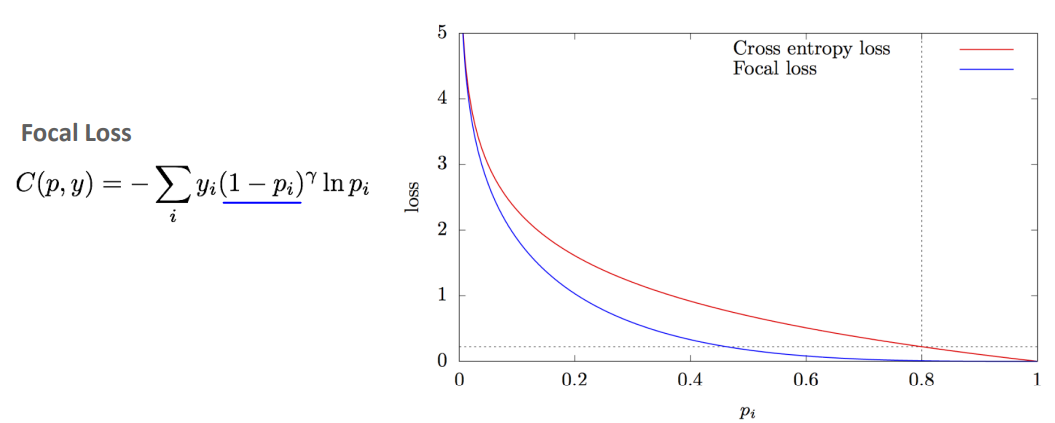 Focal Loss
C(p, y) = − ∑ᵢ yᵢ(1 − pᵢ)^γ ln pᵢ
Cross entropy loss
Focal loss
5
4
3
2
1
0
loss
0 0.2 0.4 0.6 0.8 1
pᵢ